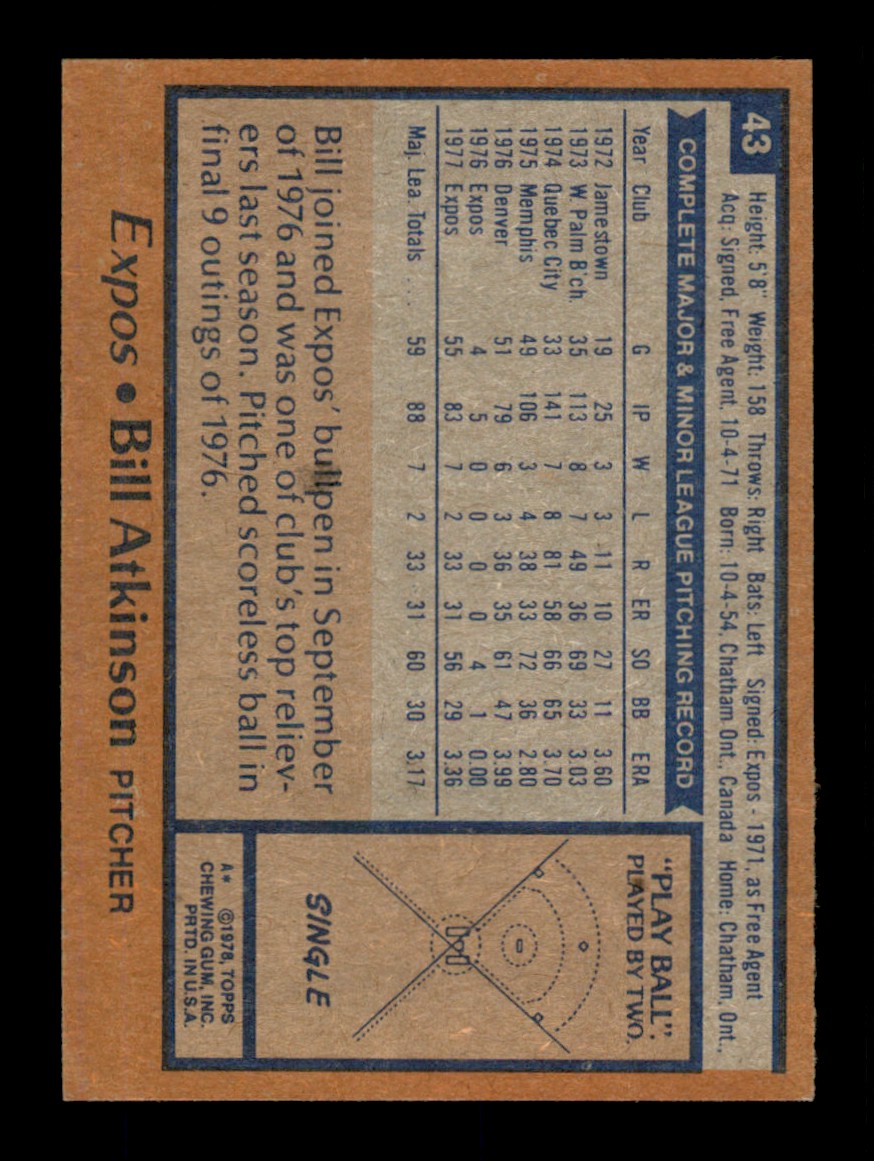 43
Height: 5'8" Weight: 158 Throws: Right Bats: Left Signed: Expos - 1971, as Free Agent
Acq: Signed, Free Agent, 10-4-71 Born: 10-4-54, Chatham Ont., Canada Home: Chatham, Ont.,
COMPLETE MAJOR & MINOR LEAGUE PITCHING RECORD
Year Club G IP W L R ER SO BB ERA
1972 Jamestown 19 25 3 3 11 10 27 11 3.60
1973 W. Palm B'ch. 35 113 8 7 49 36 69 33 3.03
1974 Quebec City 33 141 7 8 81 58 66 65 3.70
1975 Memphis 49 106 3 4 38 33 72 36 2.80
1976 Denver 51 79 6 3 36 35 61 47 3.99
1976 Expos 4 5 0 0 0 0 4 1 0.00
1977 Expos 55 83 7 2 33 31 56 29 3.36
Maj. Lea. Totals .... 59 88 7 2 33 31 60 30 3.17
Bill joined Expos' bullpen in September
of 1976 and was one of club's top reliev-
ers last season. Pitched scoreless ball in
final 9 outings of 1976.
"PLAY BALL".
PLAYED BY TWO.
SINGLE
A* ©1978, TOPPS
CHEWING GUM, INC.
PRTD. IN U.S.A.
Expos • Bill Atkinson PITCHER